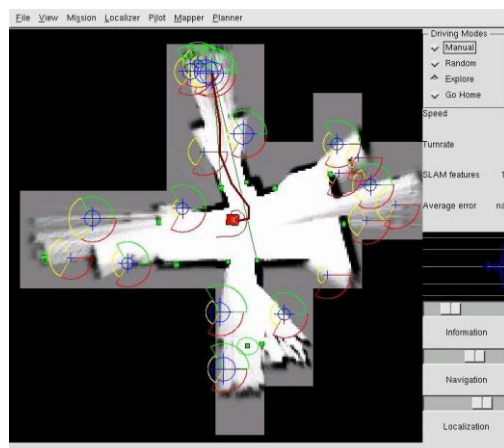 File View Mission Localizer Pilot Mapper Planner
Driving Modes
Manual
Random
Explore
Go Home
Speed
Turnrate
SLAM features
Average error
Information
Navigation
Localization